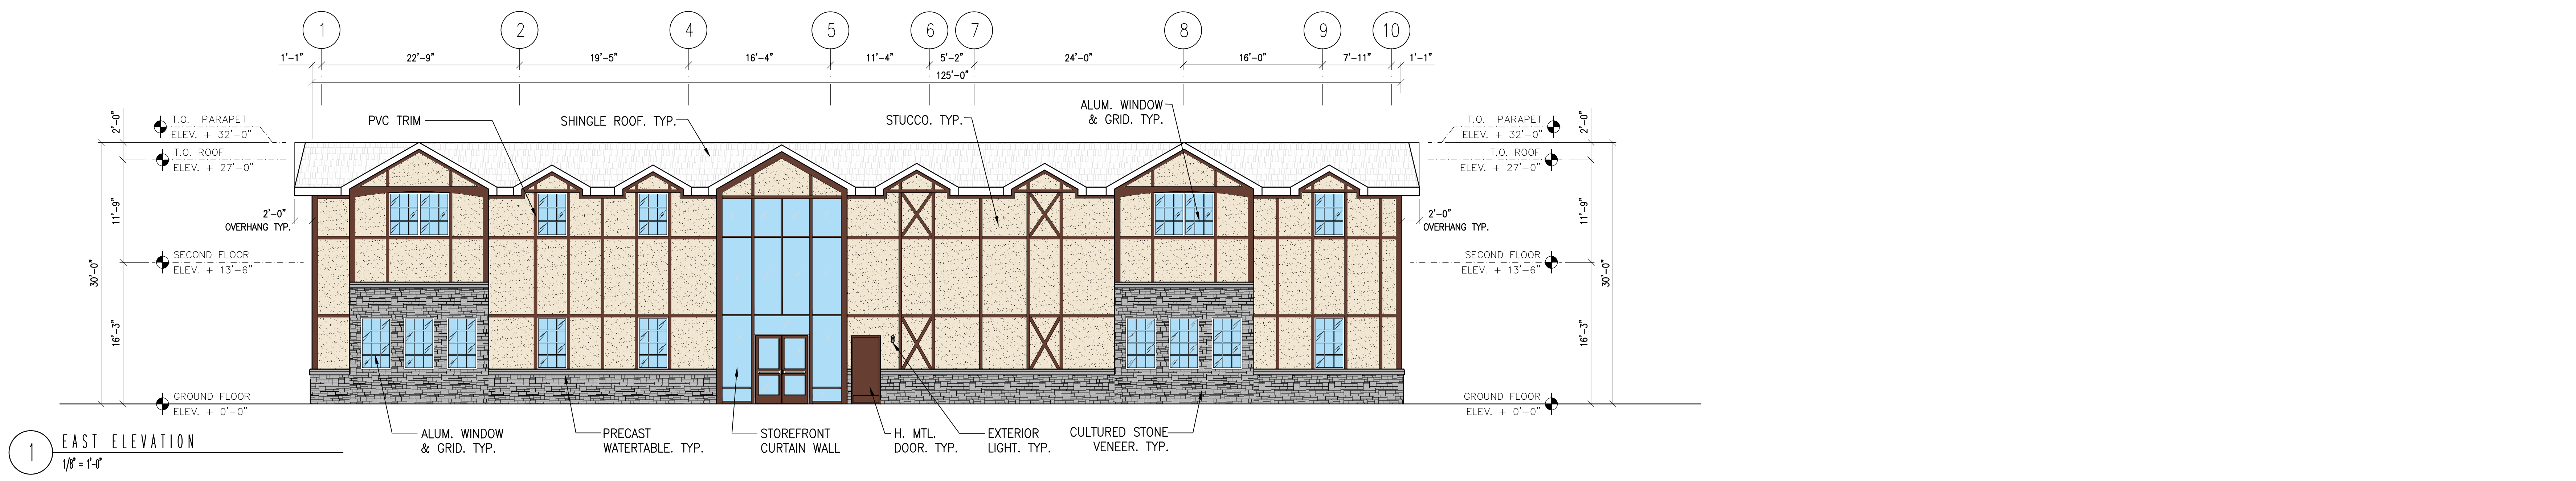 1 2 4 5 6 7 8 9 10
1'-1" 22'-9" 19'-5" 16'-4" 11'-4" 5'-2" 24'-0" 16'-0" 7'-11" 1'-1"
125'-0"
PVC TRIM
SHINGLE ROOF. TYP.
STUCCO. TYP.
ALUM. WINDOW
& GRID. TYP.
2'-0"
T.O. PARAPET
ELEV. + 32'-0"
T.O. ROOF
ELEV. + 27'-0"
11'-9"
2'-0"
OVERHANG TYP.
SECOND FLOOR
ELEV. + 13'-6"
30'-0"
16'-3"
GROUND FLOOR
ELEV. + 0'-0"
T.O. PARAPET
ELEV. + 32'-0"
2'-0"
T.O. ROOF
ELEV. + 27'-0"
11'-9"
2'-0"
OVERHANG TYP.
SECOND FLOOR
ELEV. + 13'-6"
30'-0"
16'-3"
GROUND FLOOR
ELEV. + 0'-0"
ALUM. WINDOW
& GRID. TYP.
PRECAST
WATERTABLE. TYP.
STOREFRONT
CURTAIN WALL
H. MTL.
DOOR. TYP.
EXTERIOR
LIGHT. TYP.
CULTURED STONE
VENEER. TYP.
1 EAST ELEVATION
1/8" = 1'-0"